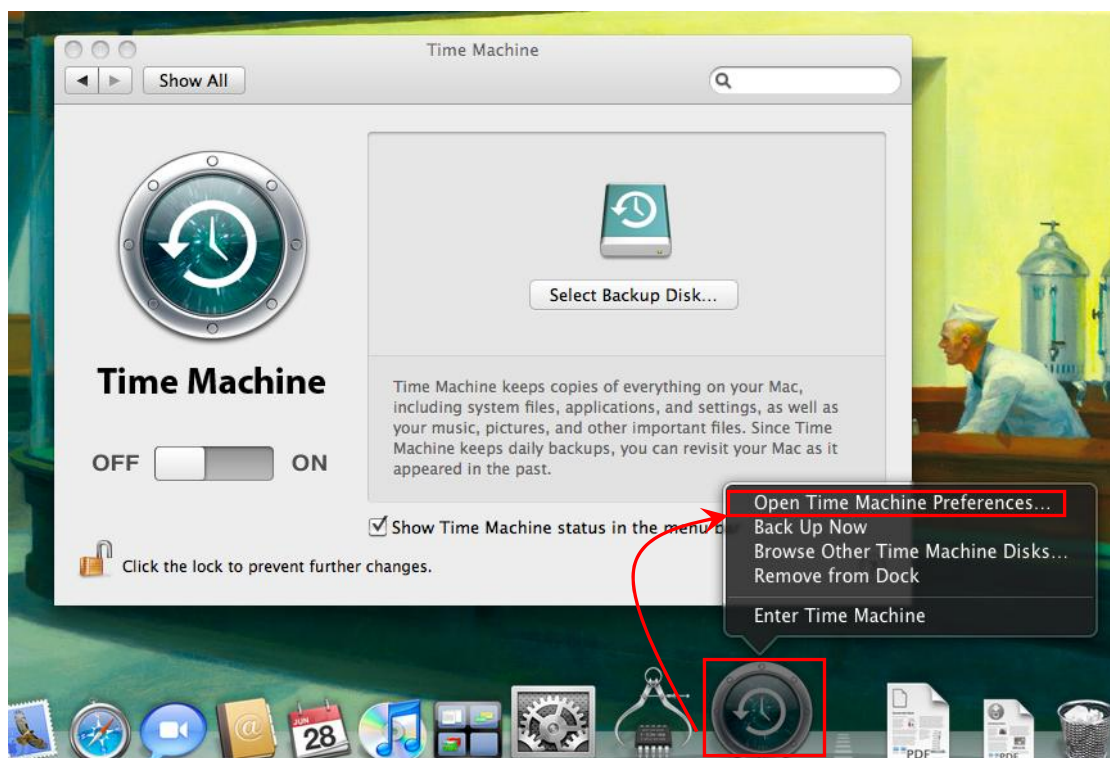 Time Machine
Show All
Select Backup Disk...
Time Machine
Time Machine keeps copies of everything on your Mac,
including system files, applications, and settings, as well as
your music, pictures, and other important files. Since Time
Machine keeps daily backups, you can revisit your Mac as it
appeared in the past.
OFF ON
Show Time Machine status in the menu
Click the lock to prevent further changes.
Open Time Machine Preferences...
Back Up Now
Browse Other Time Machine Disks...
Remove from Dock
Enter Time Machine
JUN
28
PDF
PDF